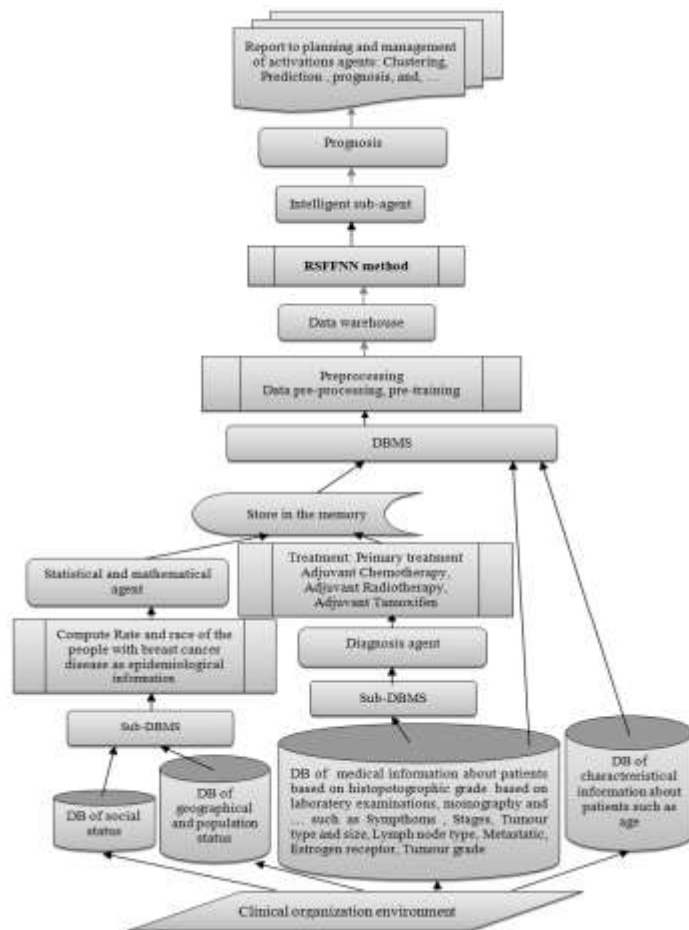 Report to planning and management
of activations agents: Clustering,
Prediction , prognosis, and, ...
Prognosis
Intelligent sub-agent
RSFFNN method
Data warehouse
Preprocessing
Data pre-processing, pre-training
DBMS
Store in the memory
Statistical and mathematical
agent
Treatment: Primary treatment
Adjuvant Chemotherapy,
Adjuvant Radiotherapy,
Adjuvant Tamoxifen
Compute Rate and race of the
people with breast cancer
disease as epidemiological
information
Diagnosis agent
Sub-DBMS
Sub-DBMS
DB of social
status
DB of
geographical
and population
status
DB of medical information about patients
based on histopotographic grade based on
laboratery examinations, monography and
... such as Sympthoms , Stages, Tumour
type and size, Lymph node type, Metastatic,
Estrogen receptor, Tumour grade
DB of
charactreristical
information about
patients such as
age
Clinical organization environment